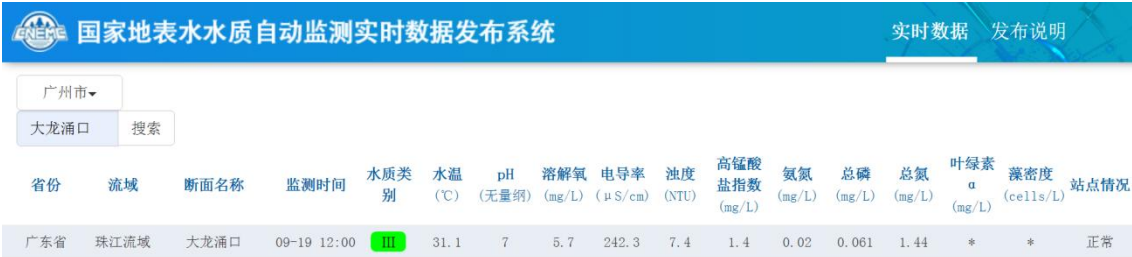 CNEMC 国家地表水水质自动监测实时数据发布系统 实时数据 发布说明
广州市
大龙涌口 搜索
省份 流域 断面名称 监测时间 水质类别 水温(℃) pH(无量纲) 溶解氧(mg/L) 电导率(μS/cm) 浊度(NTU) 高锰酸盐指数(mg/L) 氨氮(mg/L) 总磷(mg/L) 总氮(mg/L) 叶绿素α(mg/L) 藻密度(cells/L) 站点情况
广东省 珠江流域 大龙涌口 09-19 12:00 III 31.1 7 5.7 242.3 7.4 1.4 0.02 0.061 1.44 * * 正常